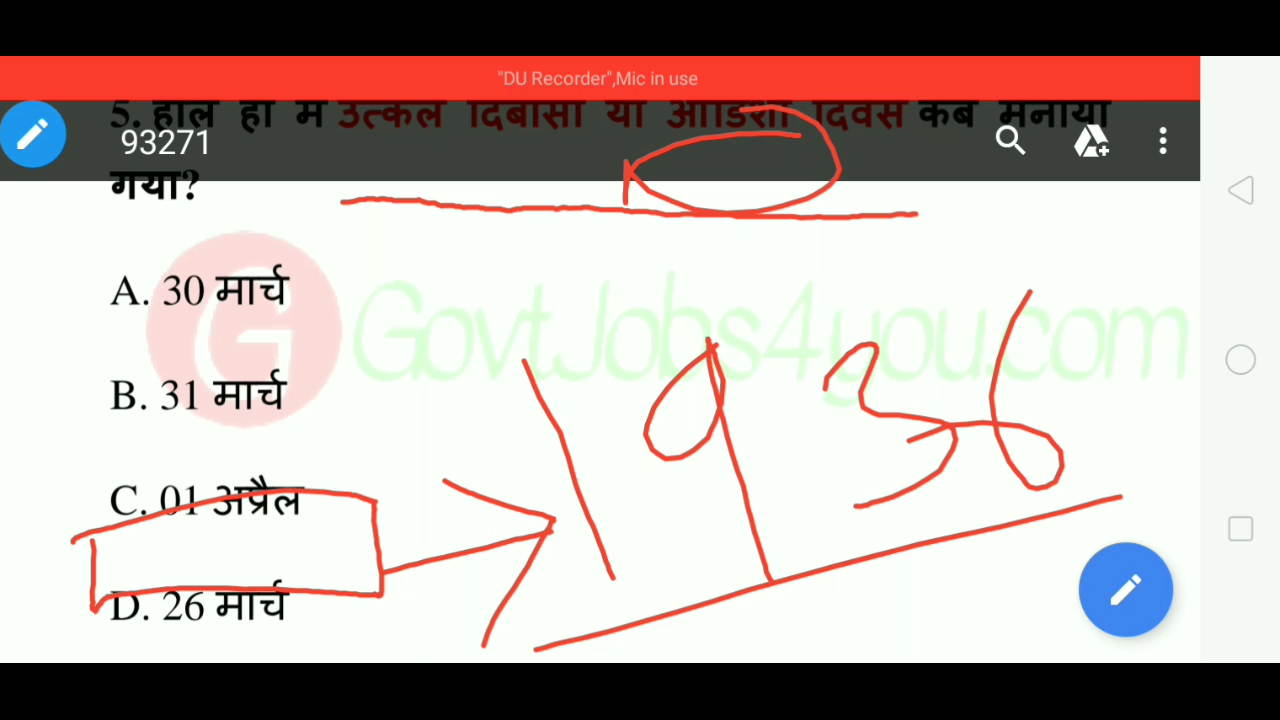 "DU Recorder",Mic in use
5. हाल ही में उत्कल दिबासा या ओडिशा दिवस कब मनाया
93271
गया?
A. 30 मार्च
GovtJobs4you.com
B. 31 मार्च
1936
C. 01 अप्रैल
D. 26 मार्च